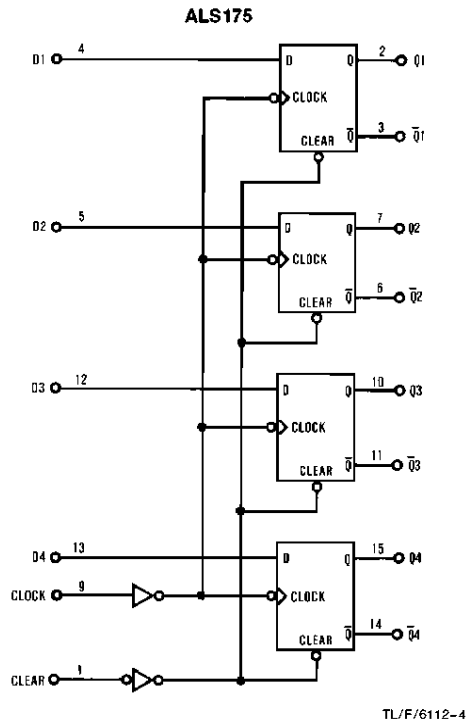 ALS175
D1 4 D Q 2 Q1
CLOCK
CLEAR Q̅ 3 Q̅1
D2 5 D Q 7 Q2
CLOCK
CLEAR Q̅ 6 Q̅2
D3 12 D Q 10 Q3
CLOCK
CLEAR Q̅ 11 Q̅3
D4 13 D Q 15 Q4
CLOCK 9 CLOCK
CLEAR Q̅ 14 Q̅4
CLEAR 1
TL/F/6112-4